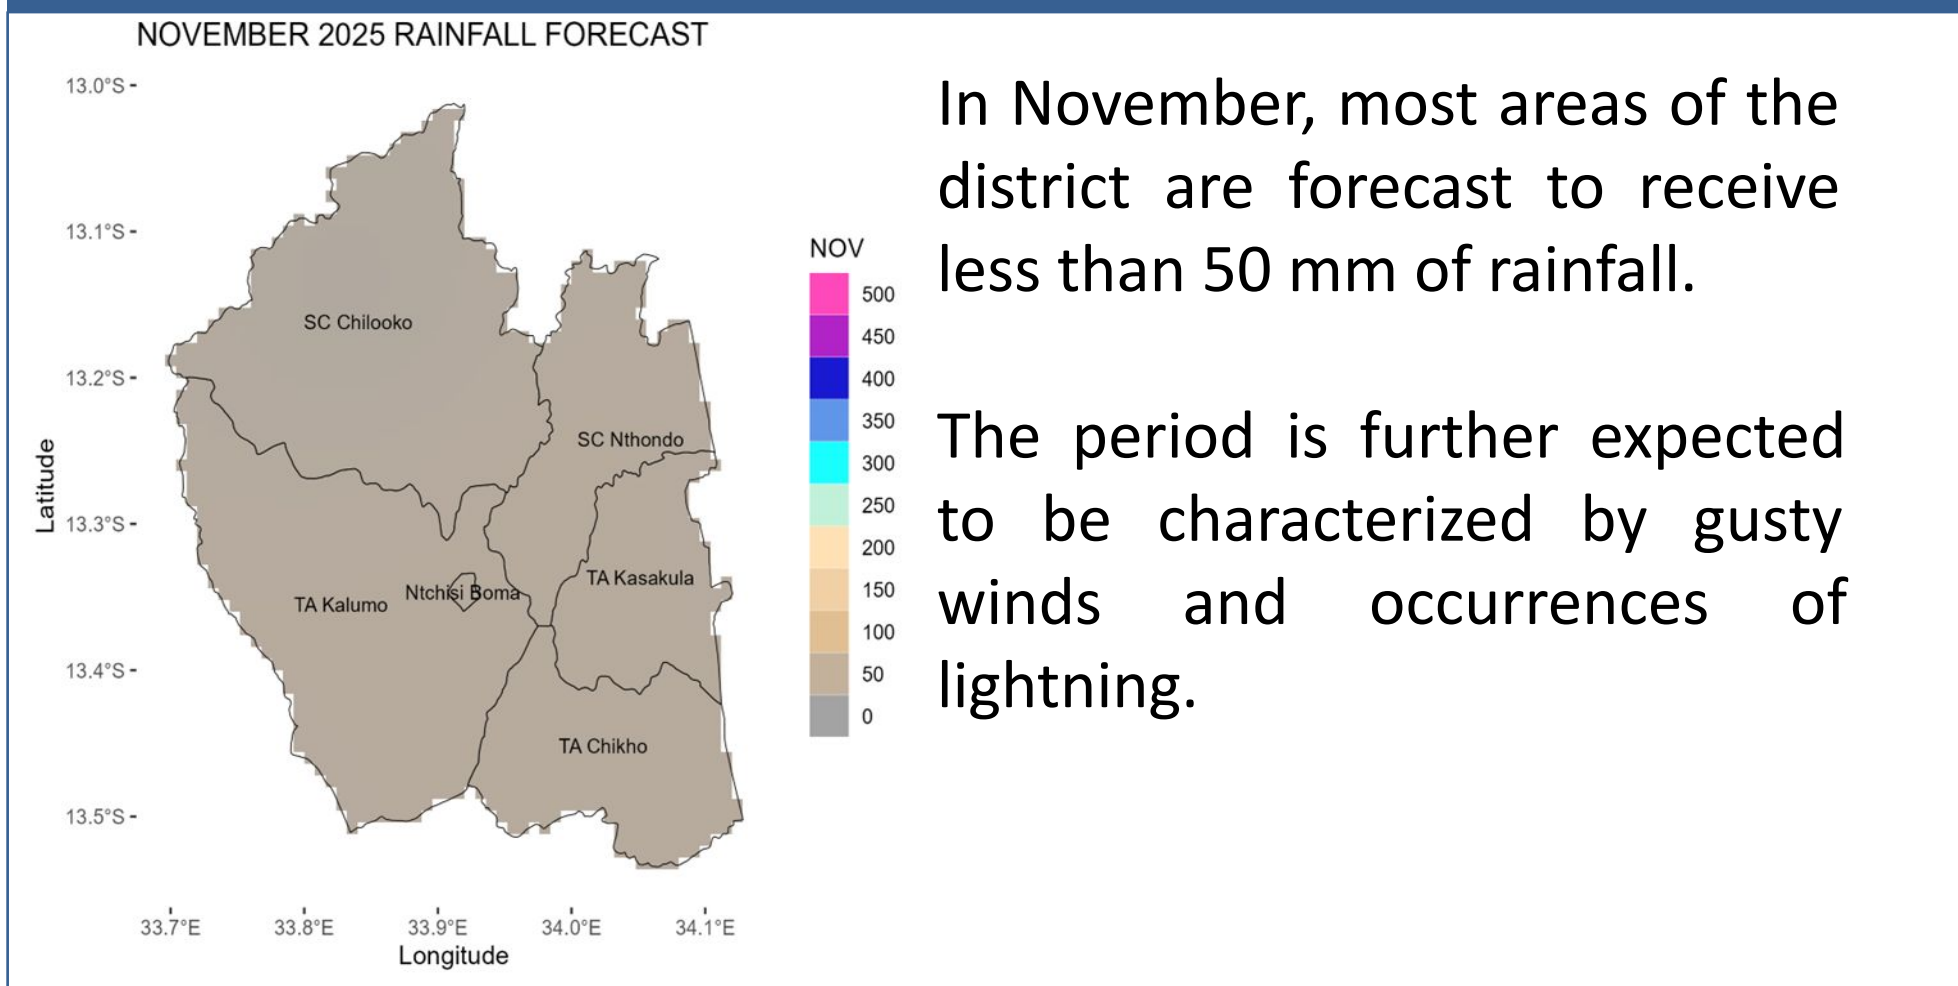 NOVEMBER 2025 RAINFALL FORECAST
13.0°S
13.1°S
13.2°S
13.3°S
13.4°S
13.5°S
Latitude
33.7°E
33.8°E
33.9°E
34.0°E
34.1°E
Longitude
SC Chilooko
SC Nthondo
TA Kasakula
Ntchisi Boma
TA Kalumo
TA Chikho
NOV
500
450
400
350
300
250
200
150
100
50
0
In November, most areas of the
district are forecast to receive
less than 50 mm of rainfall.
The period is further expected
to be characterized by gusty
winds and occurrences of
lightning.